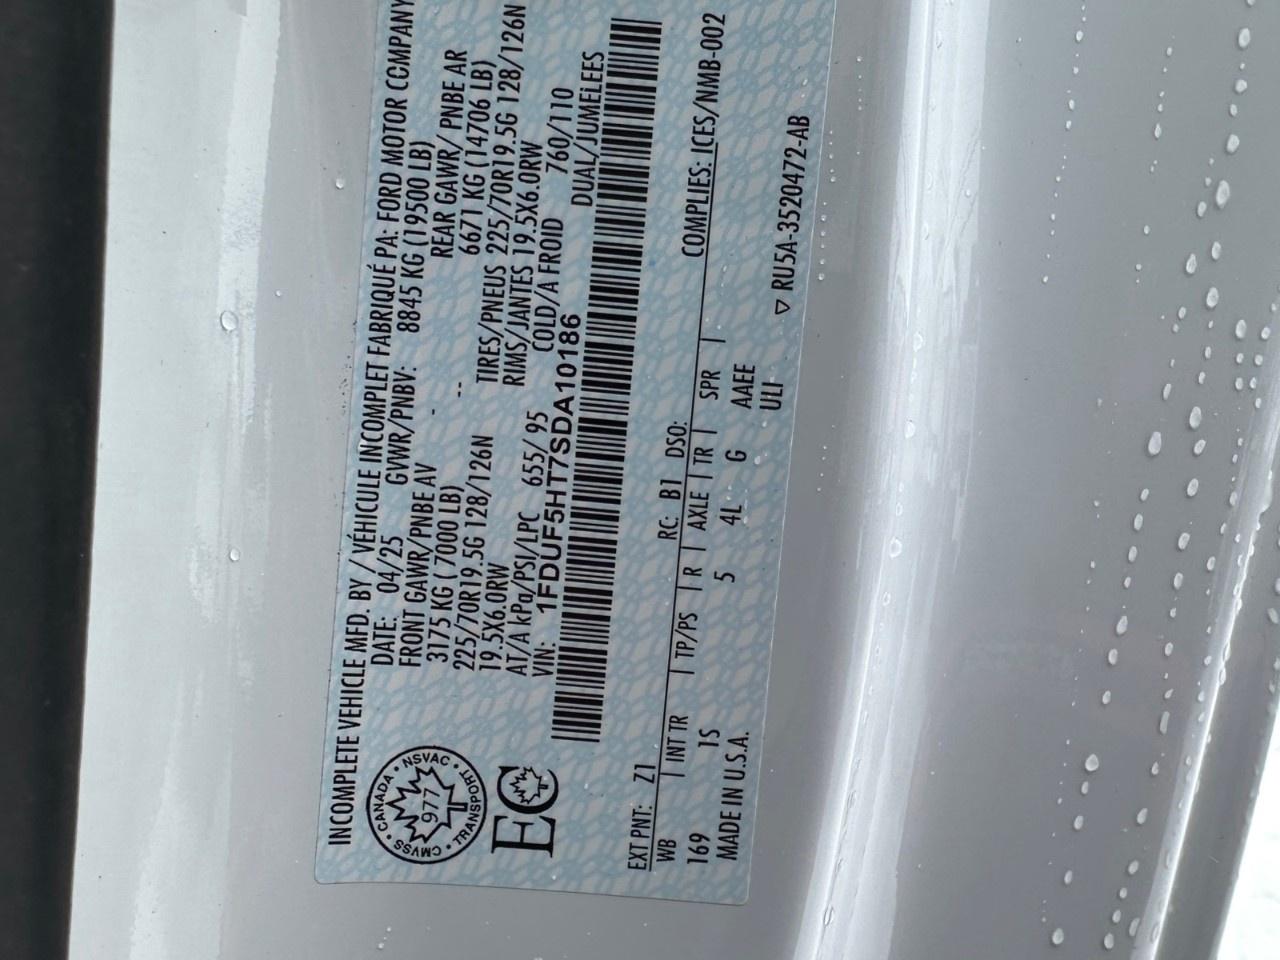 INCOMPLETE VEHICLE MFD. BY / VÉHICULE INCOMPLET FABRIQUÉ PA: FORD MOTOR COMPANY
DATE: 04/25 GVWR/PNBV: 8845 KG (19500 LB)
FRONT GAWR/PNBE AV - REAR GAWR/ PNBE AR
3175 KG ( 7000 LB) -- 6671 KG (14706 LB)
225/70R19.5G 128/126N TIRES/PNEUS 225/70R19.5G 128/126N
19.5X6.0RW RIMS/JANTES 19.5X6.0RW
AT/A kPa/PSI/LPC 655/ 95 COLD/A FROID 760/110
VIN: 1FDUF5HT7SDA10186 DUAL/JUMELEES
CANADA • NSVAC • TRANSPORT • CMVSS
977
EC
EXT PNT: Z1 RC: B1 DSO:
WB INT TR TP/PS R AXLE TR SPR COMPLIES: ICES/NMB-002
169 1S 5 4L G AAEE
MADE IN U.S.A. ULI
▽ RU5A-3520472-AB